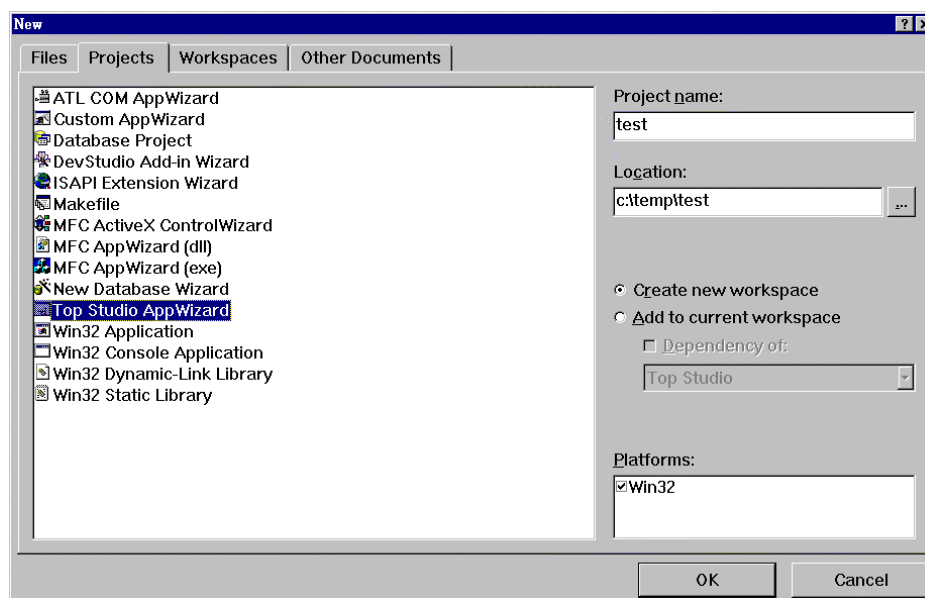 New
Files Projects Workspaces Other Documents
ATL COM AppWizard
Custom AppWizard
Database Project
DevStudio Add-in Wizard
ISAPI Extension Wizard
Makefile
MFC ActiveX ControlWizard
MFC AppWizard (dll)
MFC AppWizard (exe)
New Database Wizard
Top Studio AppWizard
Win32 Application
Win32 Console Application
Win32 Dynamic-Link Library
Win32 Static Library
Project name:
test
Location:
c:\temp\test
...
Create new workspace
Add to current workspace
Dependency of:
Top Studio
Platforms:
Win32
OK Cancel